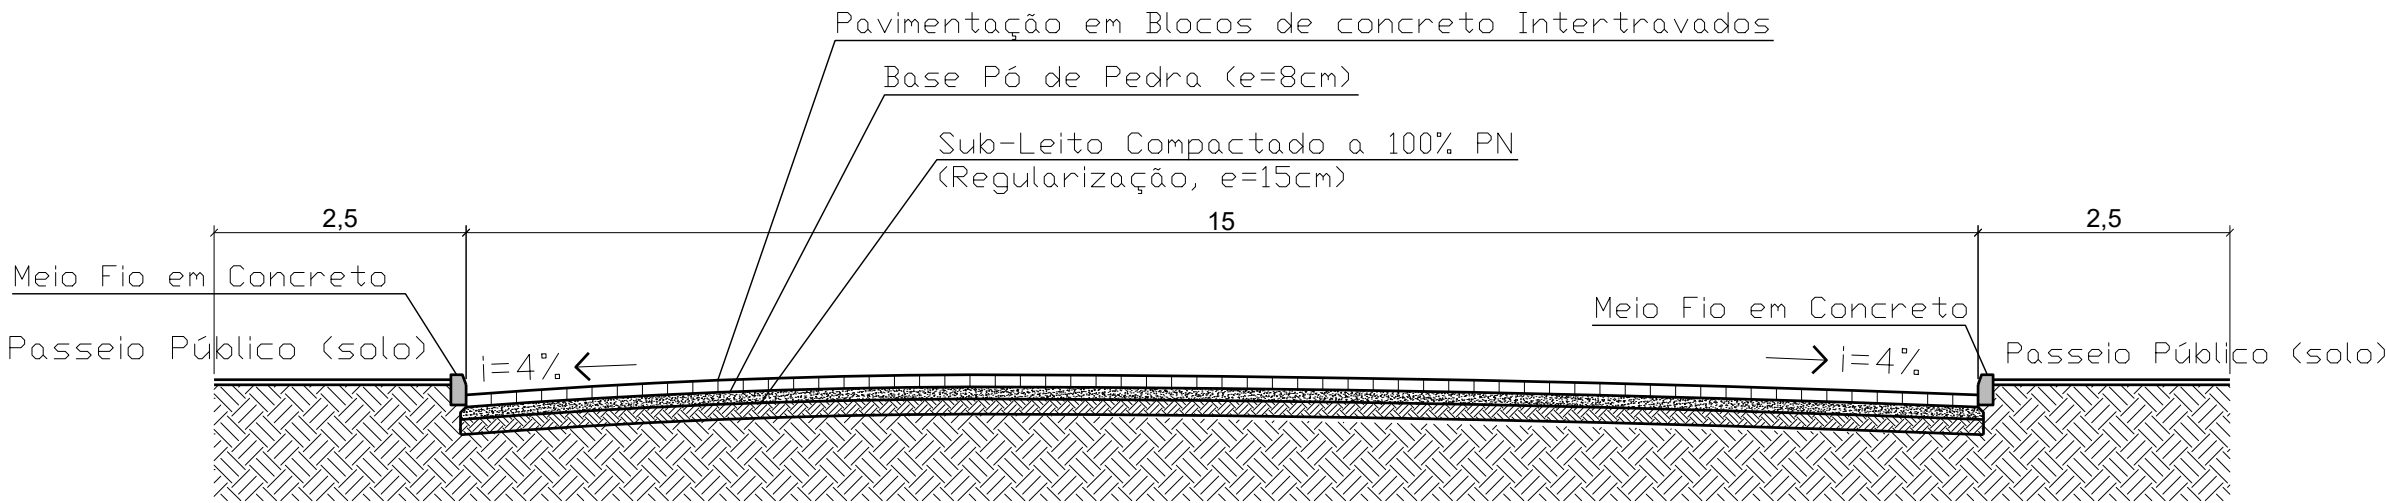 Pavimentação em Blocos de concreto Intertravados
Base Pó de Pedra (e=8cm)
Sub-Leito Compactado a 100% PN
(Regularização, e=15cm)
2,5
15
2,5
Meio Fio em Concreto
Meio Fio em Concreto
Passeio Público (solo)
i=4%
i=4%
Passeio Público (solo)